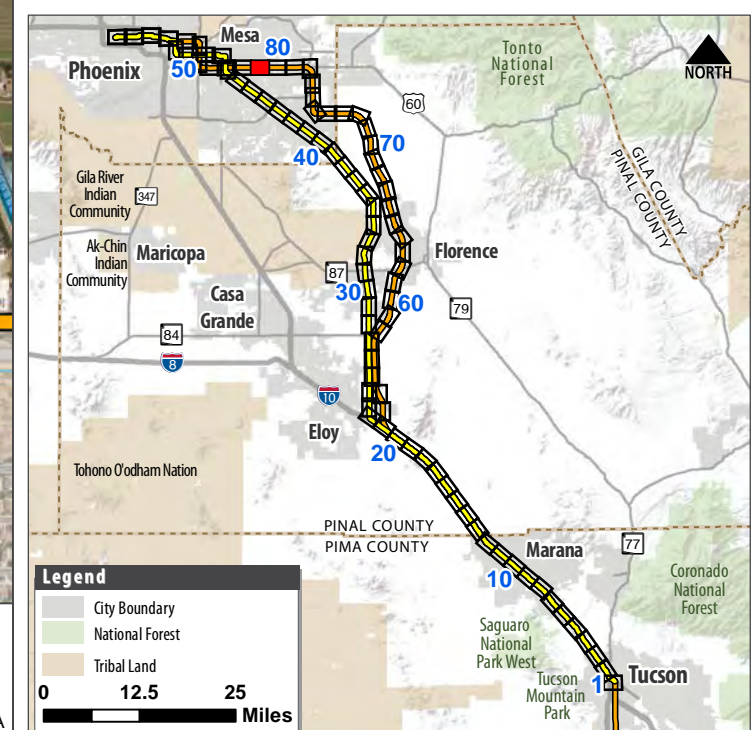 Mesa
80
Tonto
National
Forest
Phoenix
50
NORTH
60
70
40
GILA COUNTY
PINAL COUNTY
Gila River
Indian
Community
347
Ak-Chin
Indian
Community
Maricopa
Florence
87
30
Casa
Grande
60
79
84
8
10
Eloy
20
Tohono O'odham Nation
PINAL COUNTY
PIMA COUNTY
Marana
77
10
Coronado
National
Forest
Saguaro
National
Park West
Tucson
Mountain
Park
1
Tucson
Legend
City Boundary
National Forest
Tribal Land
0 12.5 25
Miles
A